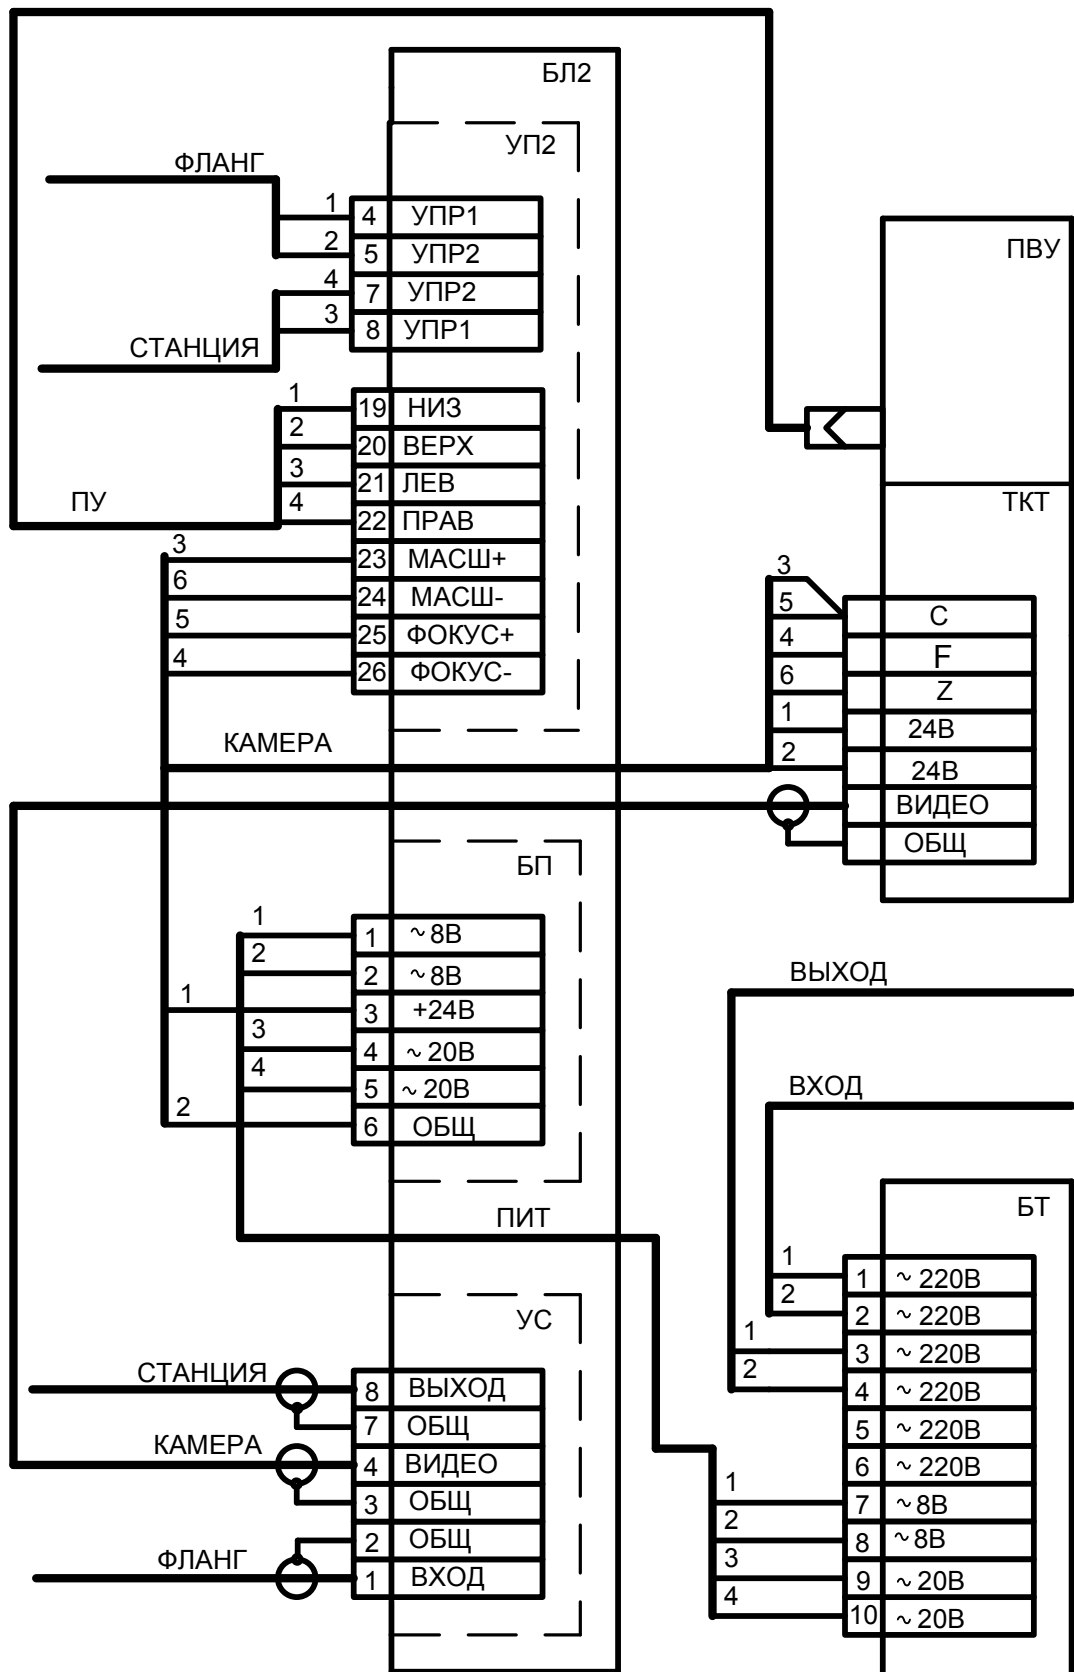 БЛ2
УП2
ФЛАНГ
1 4 УПР1
2 5 УПР2
4 7 УПР2
3 8 УПР1
СТАНЦИЯ
1 19 НИЗ
2 20 ВЕРХ
3 21 ЛЕВ
4 22 ПРАВ
ПУ
3 23 МАСШ+
6 24 МАСШ-
5 25 ФОКУС+
4 26 ФОКУС-
КАМЕРА
ПВУ
ТКТ
3
5 С
4 F
6 Z
1 24В
2 24В
ВИДЕО
ОБЩ
БП
1 1 ~8В
2 2 ~8В
1 3 +24В
3 4 ~20В
4 5 ~20В
2 6 ОБЩ
ПИТ
ВЫХОД
ВХОД
БТ
1 1 ~220В
2 2 ~220В
1 3 ~220В
2 4 ~220В
5 ~220В
6 ~220В
1 7 ~8В
2 8 ~8В
3 9 ~20В
4 10 ~20В
УС
СТАНЦИЯ 8 ВЫХОД
7 ОБЩ
КАМЕРА 4 ВИДЕО
3 ОБЩ
2 ОБЩ
ФЛАНГ 1 ВХОД